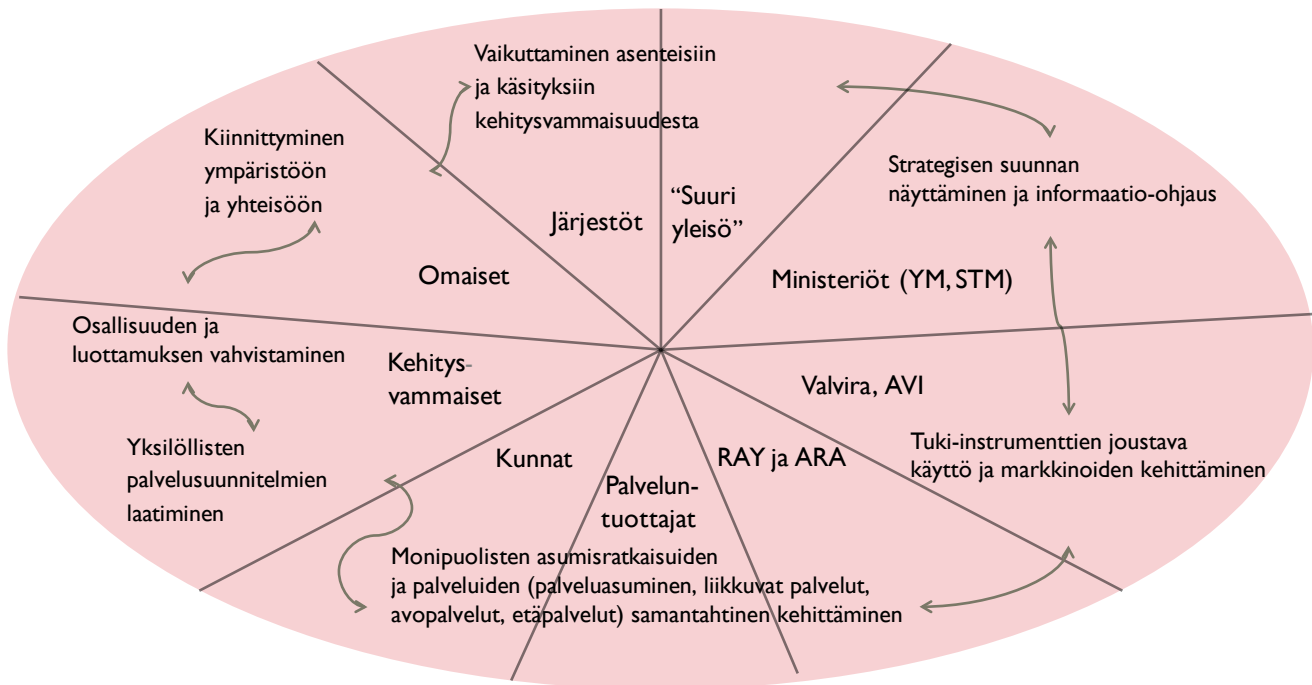 Vaikuttaminen asenteisiin
ja käsityksiin
kehitysvammaisuudesta
Kiinnittyminen
ympäristöön
ja yhteisöön
Strategisen suunnan
näyttäminen ja informaatio-ohjaus
Järjestöt
“Suuri
yleisö”
Omaiset
Ministeriöt (YM, STM)
Osallisuuden ja
luottamuksen vahvistaminen
Kehitys-
vammaiset
Valvira, AVI
Yksilöllisten
palvelusuunnitelmien
laatiminen
Kunnat
Palvelun-
tuottajat
RAY ja ARA
Tuki-instrumenttien joustava
käyttö ja markkinoiden kehittäminen
Monipuolisten asumisratkaisuiden
ja palveluiden (palveluasuminen, liikkuvat palvelut,
avopalvelut, etäpalvelut) samantahtinen kehittäminen